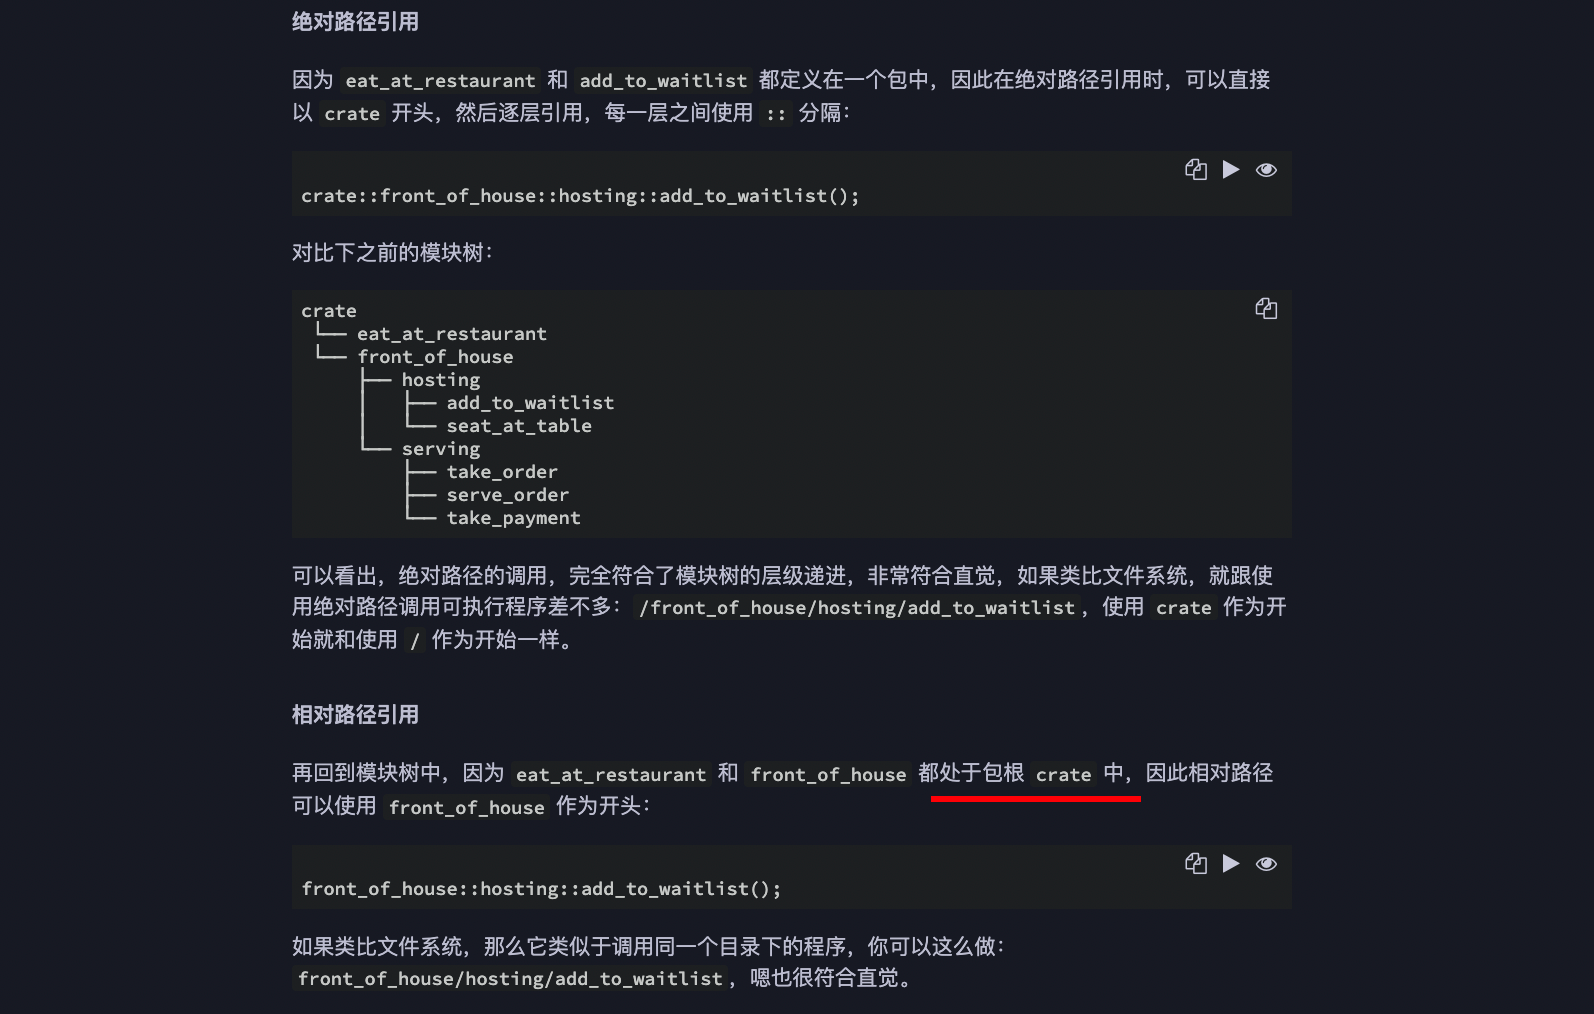 绝对路径引用
因为 eat_at_restaurant 和 add_to_waitlist 都定义在一个包中，因此在绝对路径引用时，可以直接
以 crate 开头，然后逐层引用，每一层之间使用 :: 分隔：
crate::front_of_house::hosting::add_to_waitlist();
对比下之前的模块树：
crate
└── eat_at_restaurant
└── front_of_house
├── hosting
│ ├── add_to_waitlist
│ └── seat_at_table
└── serving
├── take_order
├── serve_order
└── take_payment
可以看出，绝对路径的调用，完全符合了模块树的层级递进，非常符合直觉，如果类比文件系统，就跟使
用绝对路径调用可执行程序差不多： /front_of_house/hosting/add_to_waitlist，使用 crate 作为开
始就和使用 / 作为开始一样。
相对路径引用
再回到模块树中，因为 eat_at_restaurant 和 front_of_house 都处于包根 crate 中，因此相对路径
可以使用 front_of_house 作为开头：
front_of_house::hosting::add_to_waitlist();
如果类比文件系统，那么它类似于调用同一个目录下的程序，你可以这么做：
front_of_house/hosting/add_to_waitlist，嗯也很符合直觉。